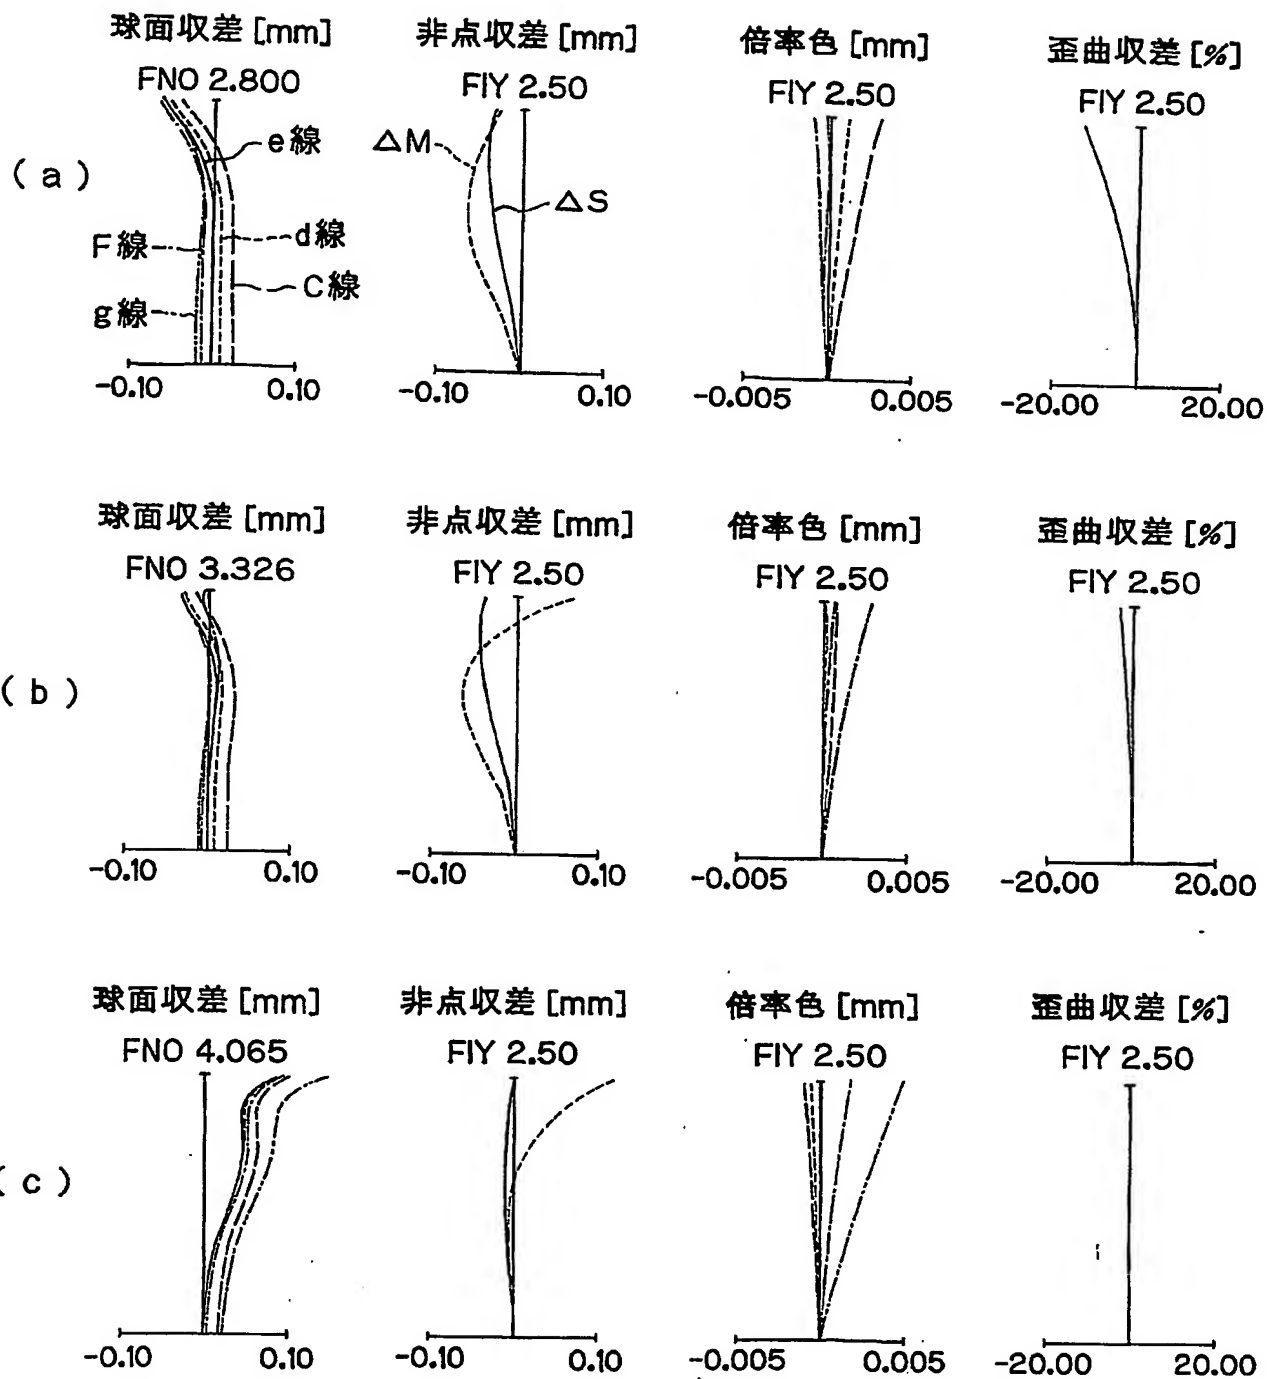 球面収差 [mm]
非点収差 [mm]
倍率色 [mm]
歪曲収差 [%]
FNO 2.800
FIY 2.50
FIY 2.50
FIY 2.50
(a)
e線
F線
d線
C線
g線
ΔM
ΔS
-0.10 0.10
-0.10 0.10
-0.005 0.005
-20.00 20.00
球面収差 [mm]
非点収差 [mm]
倍率色 [mm]
歪曲収差 [%]
FNO 3.326
FIY 2.50
FIY 2.50
FIY 2.50
(b)
-0.10 0.10
-0.10 0.10
-0.005 0.005
-20.00 20.00
球面収差 [mm]
非点収差 [mm]
倍率色 [mm]
歪曲収差 [%]
FNO 4.065
FIY 2.50
FIY 2.50
FIY 2.50
(c)
-0.10 0.10
-0.10 0.10
-0.005 0.005
-20.00 20.00